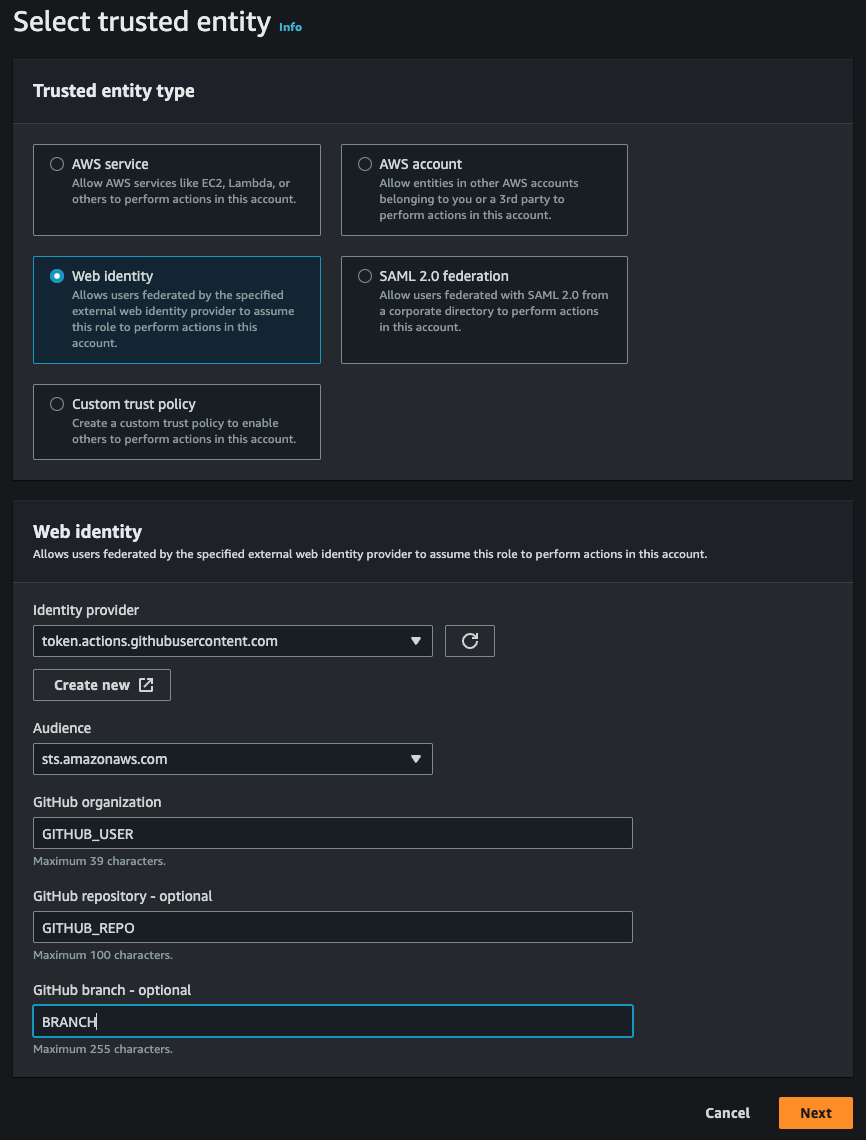 Select trusted entity Info
Trusted entity type
AWS service
Allow AWS services like EC2, Lambda, or
others to perform actions in this account.
AWS account
Allow entities in other AWS accounts
belonging to you or a 3rd party to
perform actions in this account.
Web identity
Allows users federated by the specified
external web identity provider to assume
this role to perform actions in this
account.
SAML 2.0 federation
Allow users federated with SAML 2.0 from
a corporate directory to perform actions
in this account.
Custom trust policy
Create a custom trust policy to enable
others to perform actions in this account.
Web identity
Allows users federated by the specified external web identity provider to assume this role to perform actions in this account.
Identity provider
token.actions.githubusercontent.com
Create new
Audience
sts.amazonaws.com
GitHub organization
GITHUB_USER
Maximum 39 characters.
GitHub repository - optional
GITHUB_REPO
Maximum 100 characters.
GitHub branch - optional
BRANCH
Maximum 255 characters.
Cancel Next